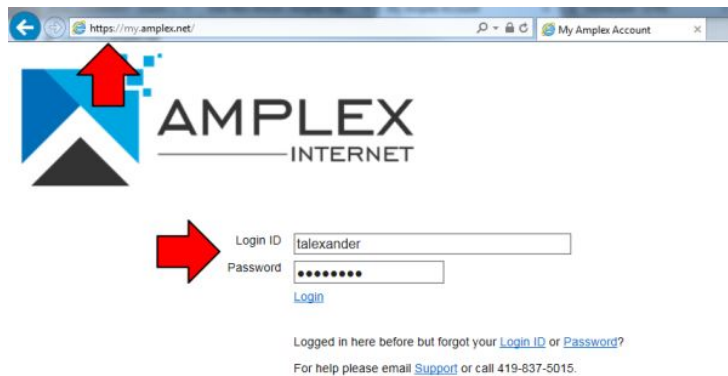 https://my.amplex.net/
My Amplex Account
AMPLEX
INTERNET
Login ID talexander
Password ••••••••
Login
Logged in here before but forgot your Login ID or Password?
For help please email Support or call 419-837-5015.